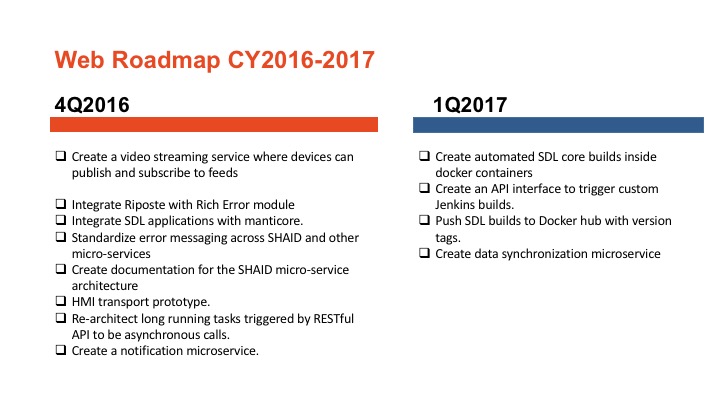 Web Roadmap CY2016-2017
4Q2016
❑ Create a video streaming service where devices can
publish and subscribe to feeds
❑ Integrate Riposte with Rich Error module
❑ Integrate SDL applications with manticore.
❑ Standardize error messaging across SHAID and other
micro-services
❑ Create documentation for the SHAID micro-service
architecture
❑ HMI transport prototype.
❑ Re-architect long running tasks triggered by RESTful
API to be asynchronous calls.
❑ Create a notification microservice.
1Q2017
❑ Create automated SDL core builds inside
docker containers
❑ Create an API interface to trigger custom
Jenkins builds.
❑ Push SDL builds to Docker hub with version
tags.
❑ Create data synchronization microservice